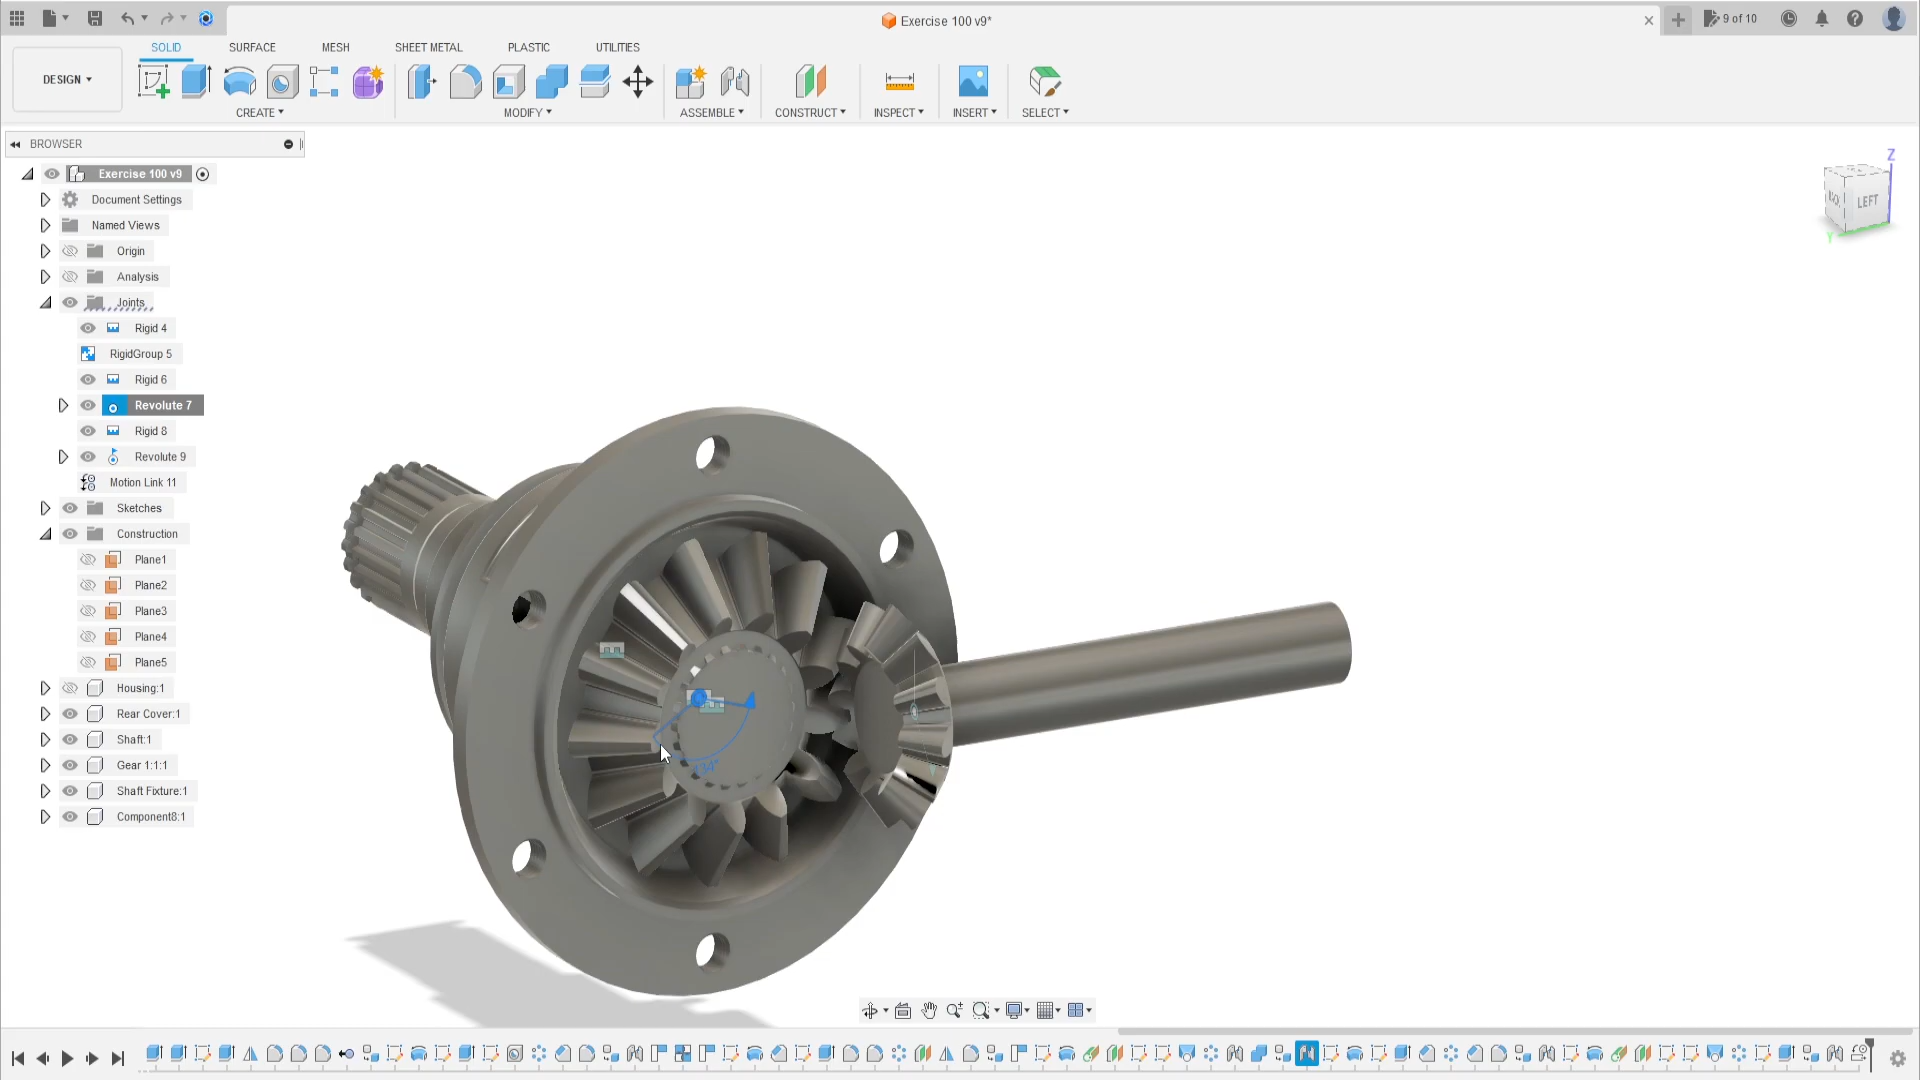 Exercise 100 v9*
9 of 10
DESIGN
SOLID
SURFACE
MESH
SHEET METAL
PLASTIC
UTILITIES
CREATE
MODIFY
ASSEMBLE
CONSTRUCT
INSPECT
INSERT
SELECT
BROWSER
Exercise 100 v9
Document Settings
Named Views
Origin
Analysis
Joints
Rigid 4
RigidGroup 5
Rigid 6
Revolute 7
Rigid 8
Revolute 9
Motion Link 11
Sketches
Construction
Plane1
Plane2
Plane3
Plane4
Plane5
Housing:1
Rear Cover:1
Shaft:1
Gear 1:1:1
Shaft Fixture:1
Component8:1
Z
LEFT
Y